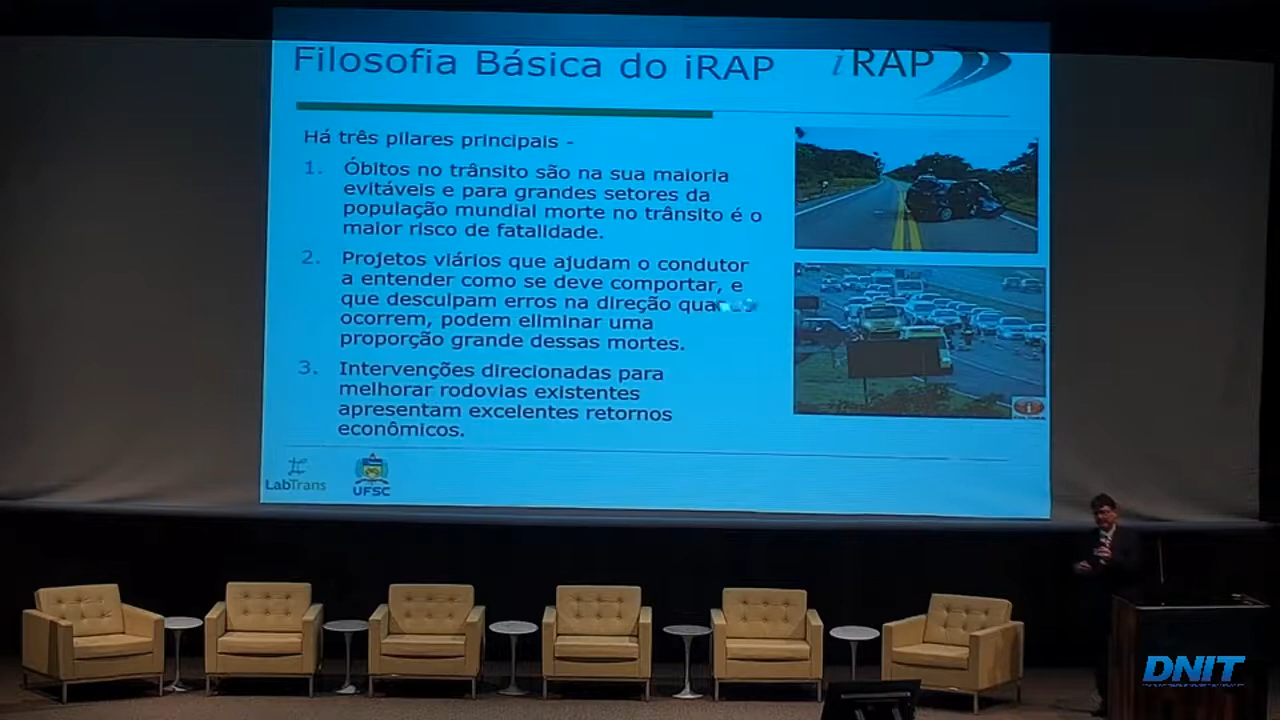 Filosofia Básica do iRAP
iRAP
Há três pilares principais -
1. Óbitos no trânsito são na sua maioria
evitáveis e para grandes setores da
população mundial morte no trânsito é o
maior risco de fatalidade.
2. Projetos viários que ajudam o condutor
a entender como se deve comportar, e
que desculpam erros na direção
ocorrem, podem eliminar uma
proporção grande dessas mortes.
3. Intervenções direcionadas para
melhorar rodovias existentes
apresentam excelentes retornos
econômicos.
LabTrans
UFSC
DNIT